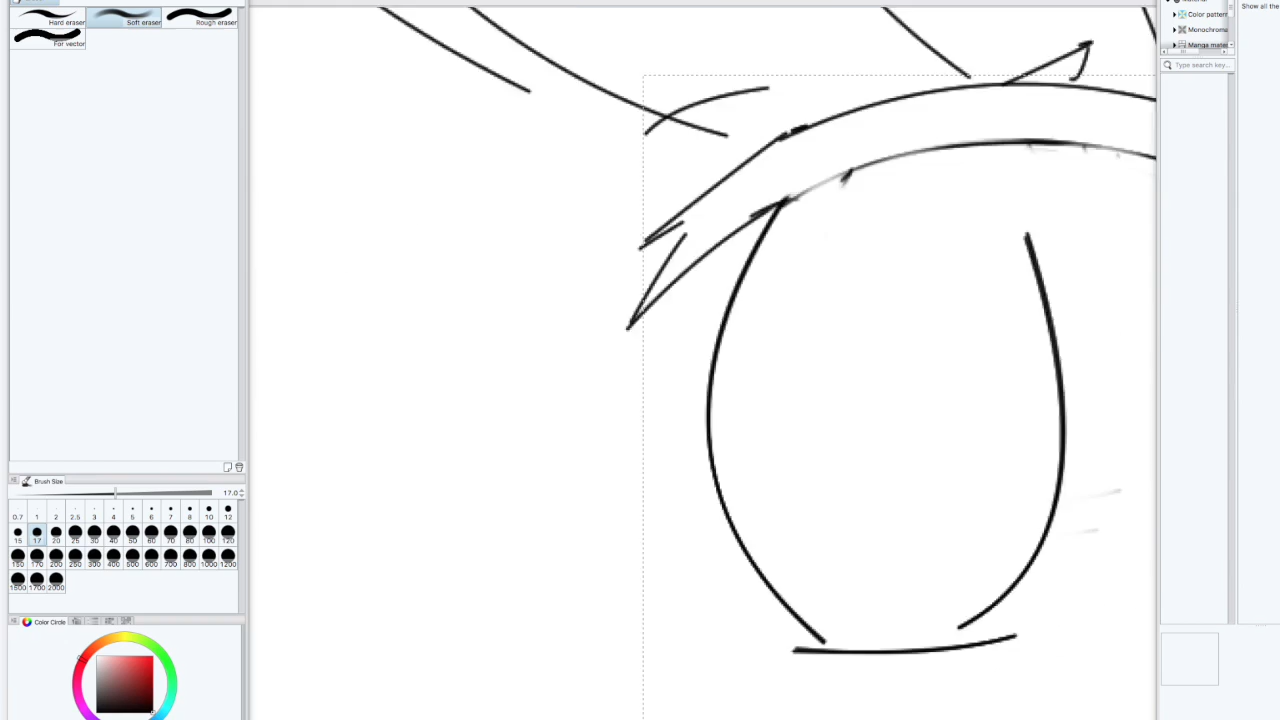 Hard eraser
Soft eraser
Rough eraser
For vector
Brush Size
17.0
0.7 1 2 2.5 3 4 5 6 7 8 10 12
15 17 20 25 30 40 50 60 70 80 100 120
150 170 200 250 300 400 500 600 700 800 1000 1200
1500 1700 2000
Color Circle
Color pattern
Monochroma
Manga mate
Type search key...
Show all the